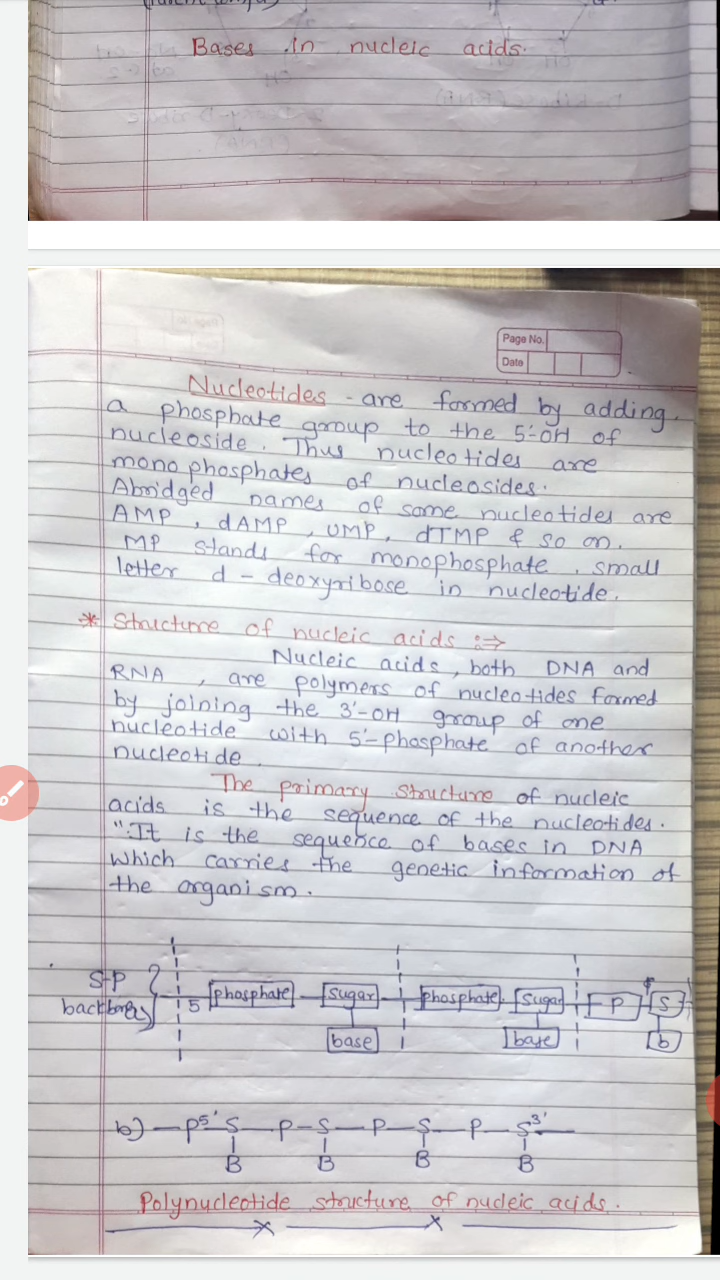 Bases in nucleic acids.
Page No.
Date
Nucleotides - are formed by adding
a phosphate group to the 5'-OH of
nucleoside. Thus nucleotides are
mono phosphates of nucleosides.
Abridged names of some nucleotides are
AMP, dAMP, UMP, dTMP & so on.
MP stands for monophosphate, small
letter d - deoxyribose in nucleotide.
* Structure of nucleic acids :⇒
Nucleic acids, both DNA and
RNA, are polymers of nucleotides formed
by joining the 3'-OH group of one
nucleotide with 5'-phosphate of another
nucleotide.
The primary structure of nucleic
acids is the sequence of the nucleotides.
"It is the sequence of bases in DNA
which carries the genetic information of
the organism.
S-P
backbone
5 phosphate sugar phosphate sugar P S
base base b
b) —P 5' S—P—S—P—S—P—S 3'—
B B B B
Polynucleotide structure of nucleic acids.